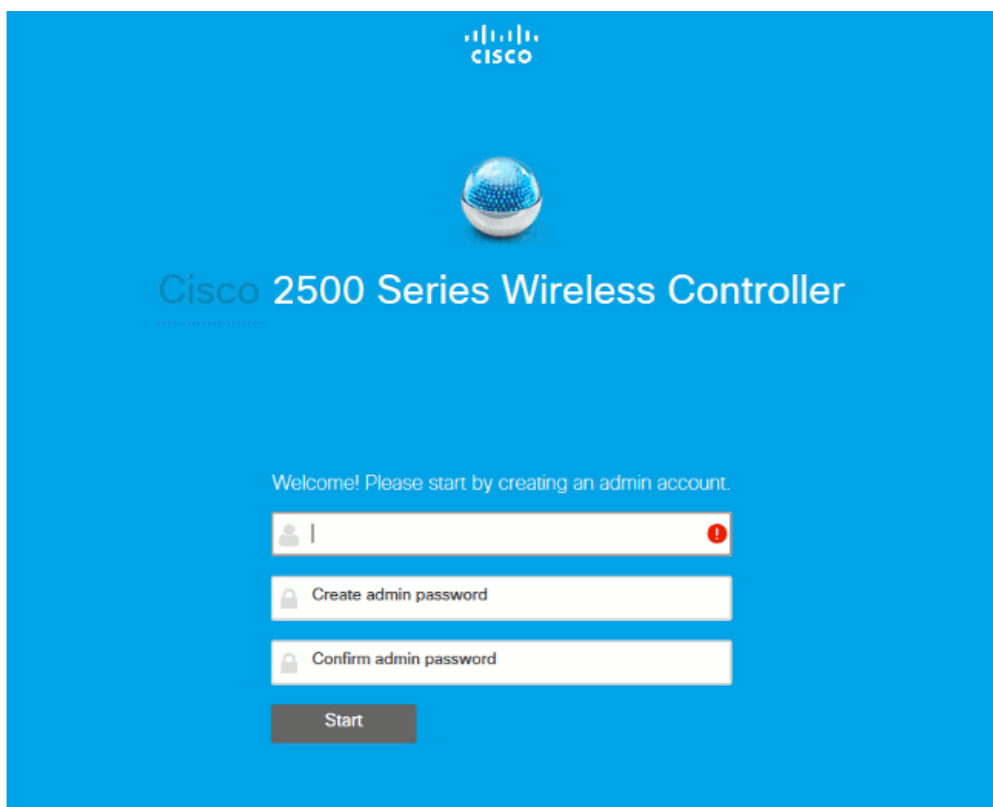 CISCO
Cisco 2500 Series Wireless Controller
Welcome! Please start by creating an admin account.
Create admin password
Confirm admin password
Start